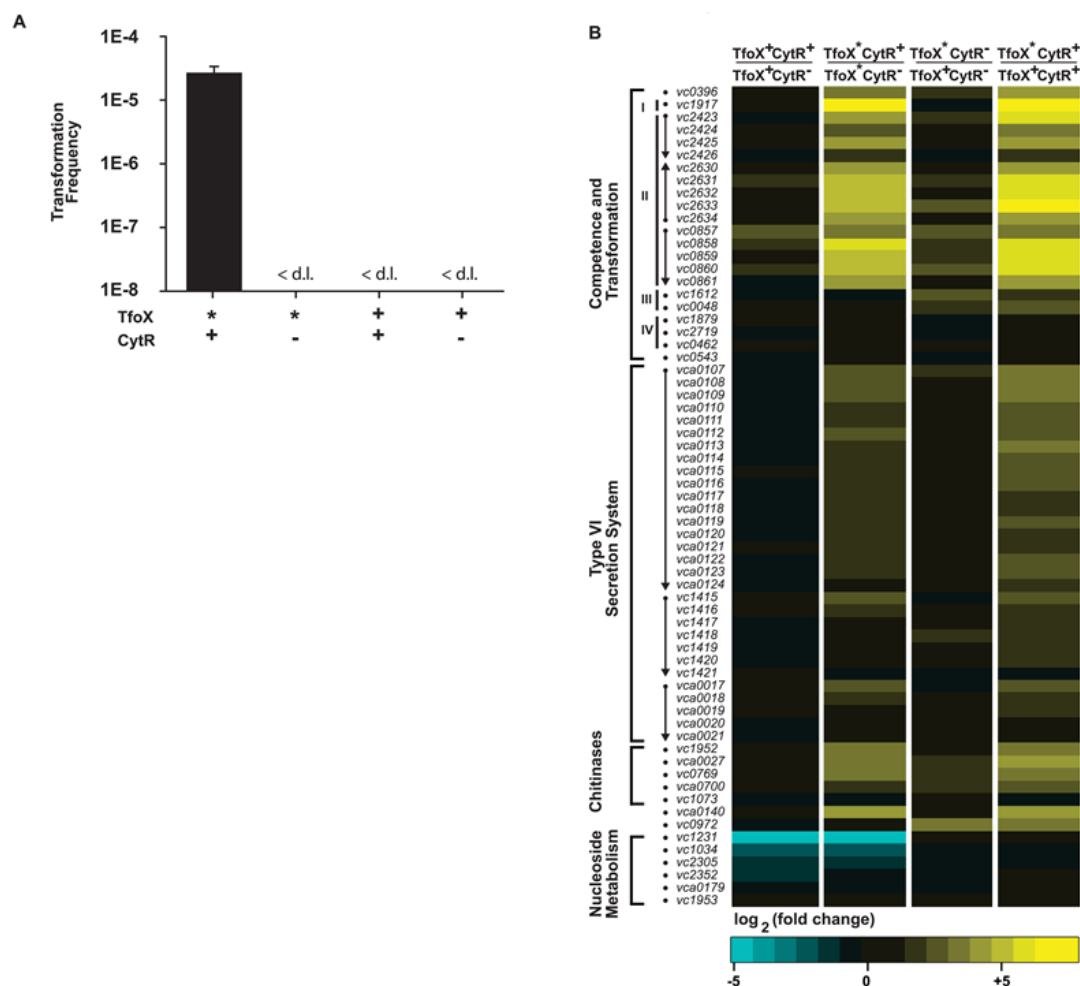 A
1E-4
1E-5
1E-6
1E-7
1E-8
Transformation
Frequency
< d.l.
< d.l.
< d.l.
TfoX * * + +
CytR + - + -
B
TfoX+CytR+ TfoX*CytR+ TfoX*CytR- TfoX*CytR+
TfoX+CytR- TfoX*CytR- TfoX+CytR- TfoX+CytR+
Competence and
Transformation
I
II
III
IV
vc0396
vc1917
vc2423
vc2424
vc2425
vc2426
vc2630
vc2631
vc2632
vc2633
vc2634
vc0857
vc0858
vc0859
vc0860
vc0861
vc1612
vc0048
vc1879
vc2719
vc0462
vc0543
Type VI
Secretion System
vca0107
vca0108
vca0109
vca0110
vca0111
vca0112
vca0113
vca0114
vca0115
vca0116
vca0117
vca0118
vca0119
vca0120
vca0121
vca0122
vca0123
vca0124
vc1415
vc1416
vc1417
vc1418
vc1419
vc1420
vc1421
vca0017
vca0018
vca0019
vca0020
vca0021
Chitinases
vc1952
vca0027
vc0769
vca0700
vc1073
vca0140
vc0972
Nucleoside
Metabolism
vc1231
vc1034
vc2305
vc2352
vca0179
vc1953
log2 (fold change)
-5 0 +5